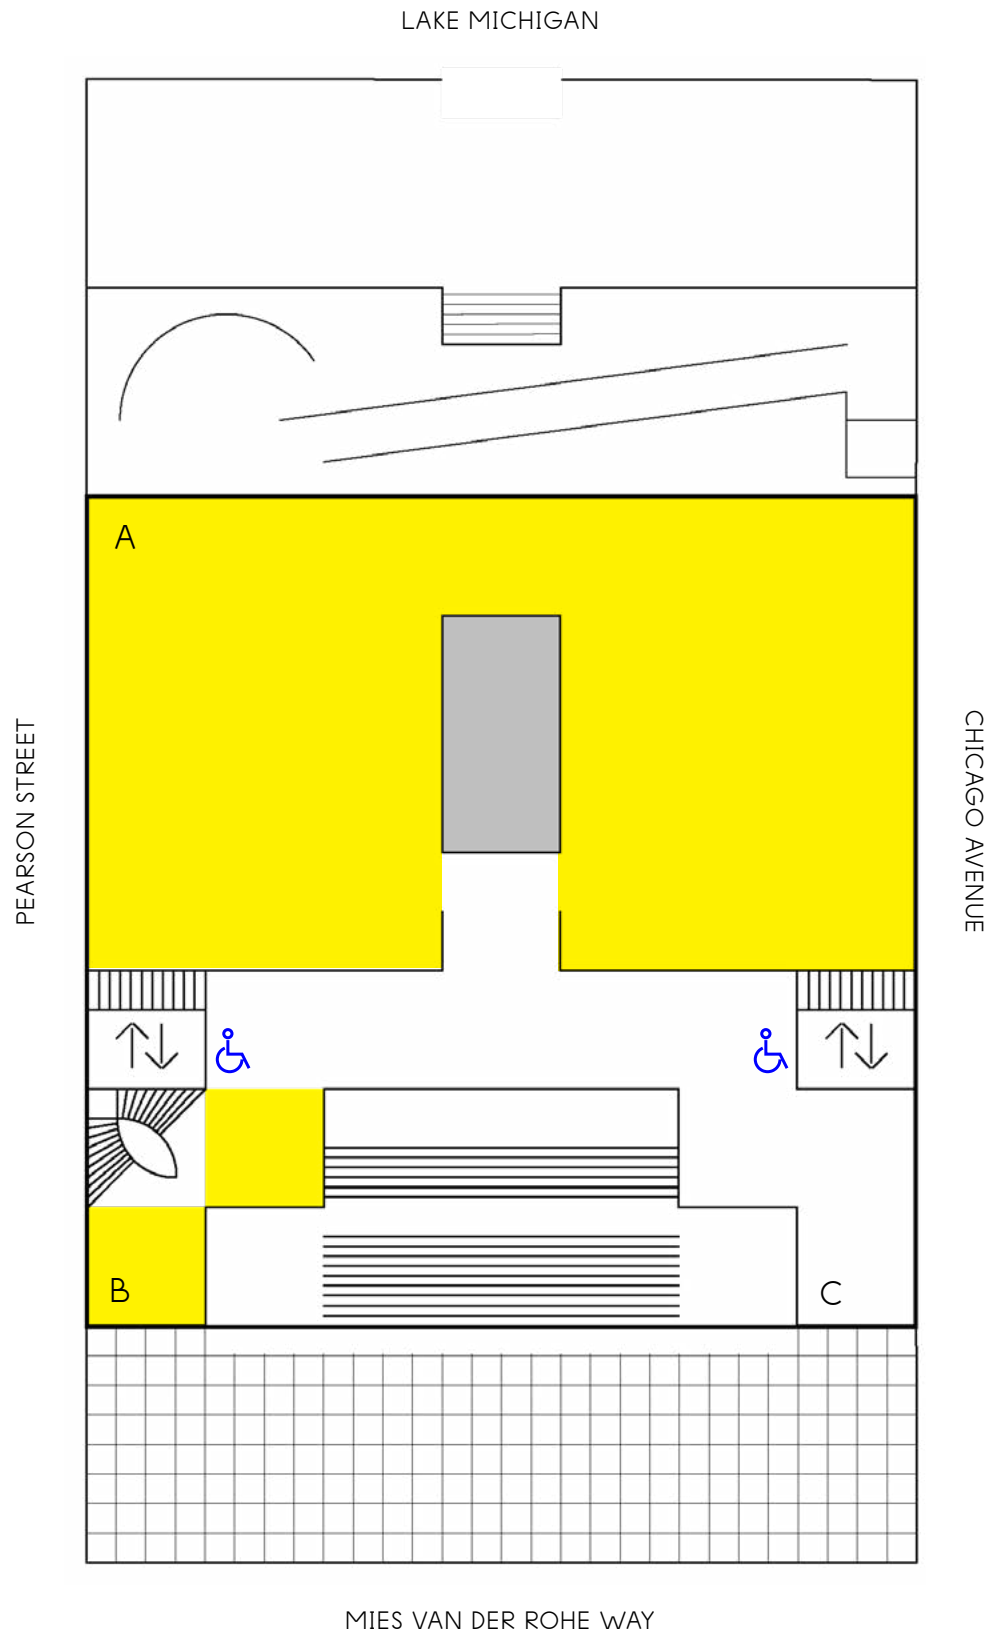 LAKE MICHIGAN
A
PEARSON STREET
CHICAGO AVENUE
B
C
MIES VAN DER ROHE WAY